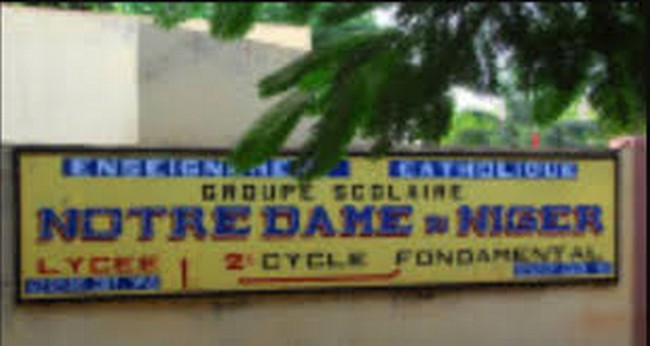 ENSEIGNEMENT CATHOLIQUE
GROUPE SCOLAIRE
NOTRE DAME DU NIGER
LYCEE 2e CYCLE FONDAMENTAL